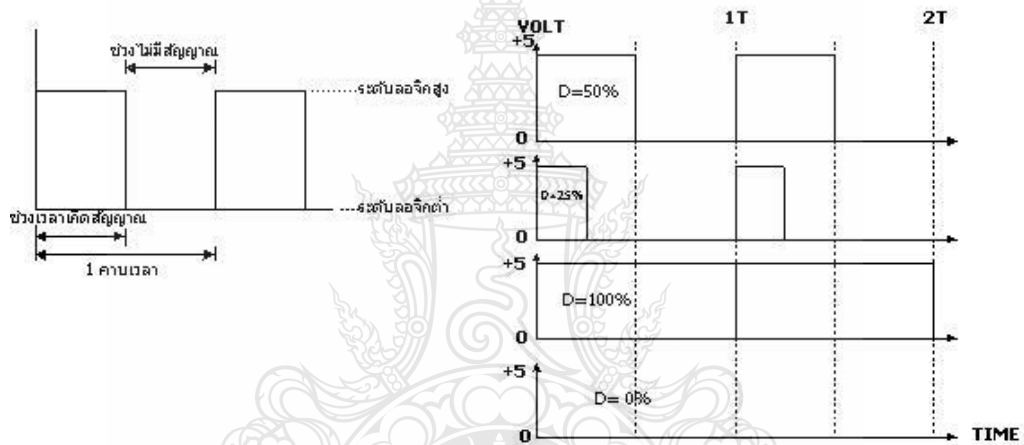 ช่วงไม่มีสัญญาณ
ระดับลอจิกสูง
ระดับลอจิกต่ำ
ช่วงเวลาเกิดสัญญาณ
1 คาบเวลา
VOLT
1T
2T
+5
D=50%
0
+5
D=25%
0
+5
D=100%
0
+5
D= 0%
0
TIME